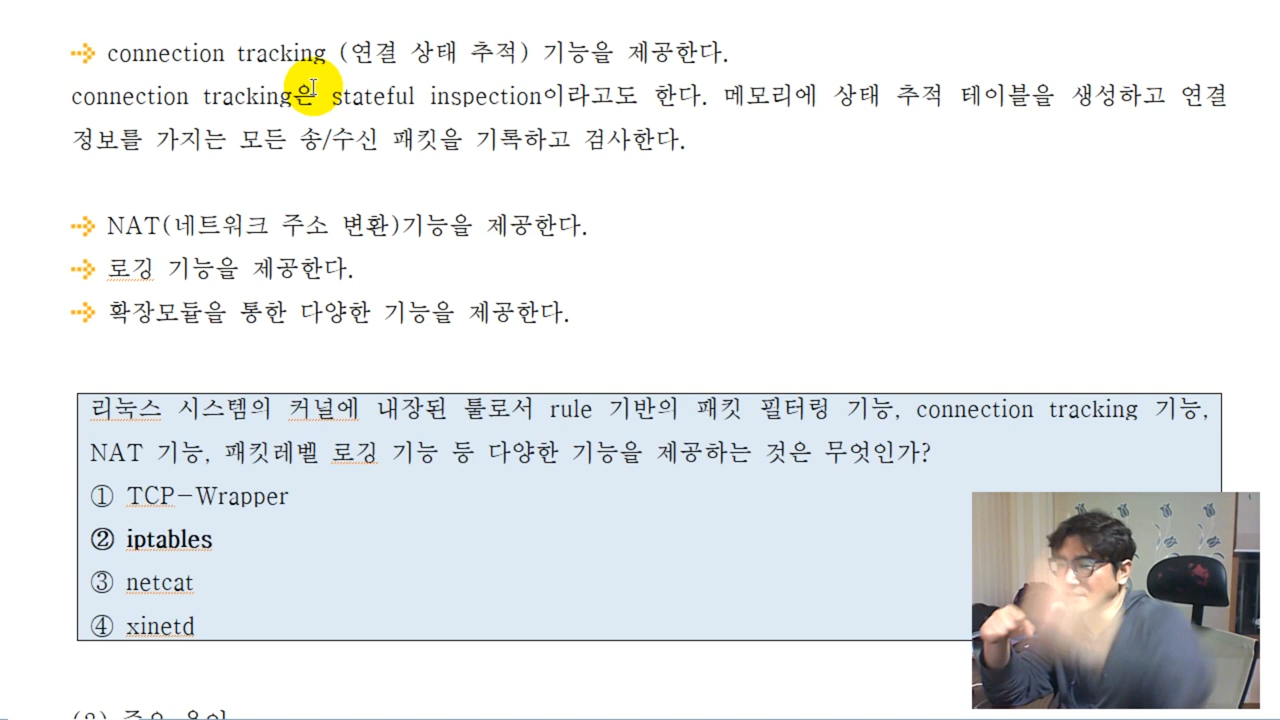 connection tracking (연결 상태 추적) 기능을 제공한다.
connection tracking은 stateful inspection이라고도 한다. 메모리에 상태 추적 테이블을 생성하고 연결
정보를 가지는 모든 송/수신 패킷을 기록하고 검사한다.
NAT(네트워크 주소 변환)기능을 제공한다.
로깅 기능을 제공한다.
확장모듈을 통한 다양한 기능을 제공한다.
리눅스 시스템의 커널에 내장된 툴로서 rule 기반의 패킷 필터링 기능, connection tracking 기능,
NAT 기능, 패킷레벨 로깅 기능 등 다양한 기능을 제공하는 것은 무엇인가?
① TCP-Wrapper
② iptables
③ netcat
④ xinetd